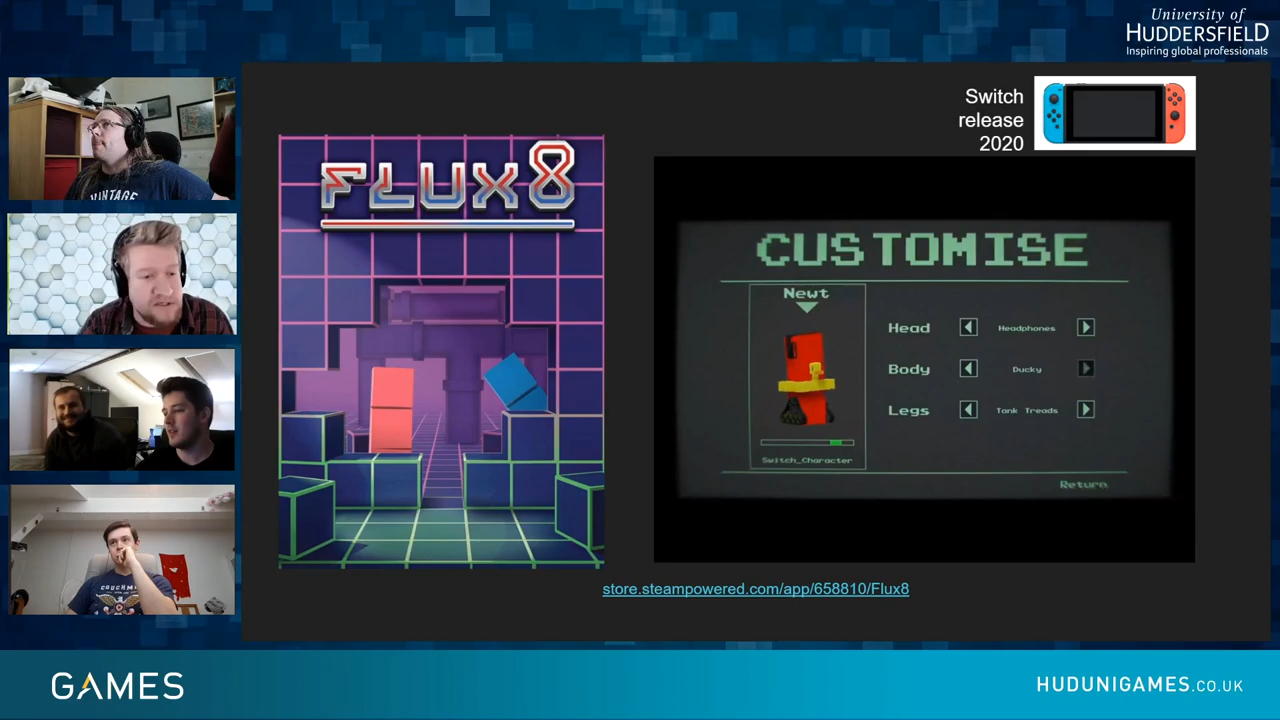 University of
HUDDERSFIELD
Inspiring global professionals
Switch
release
2020
VINTAGE
FLUX8
CUSTOMISE
Newt
Head
Headphones
Body
Ducky
Legs
Tank Treads
Switch_Character
Return
store.steampowered.com/app/658810/Flux8
GAMES
HUDUNIGAMES.CO.UK